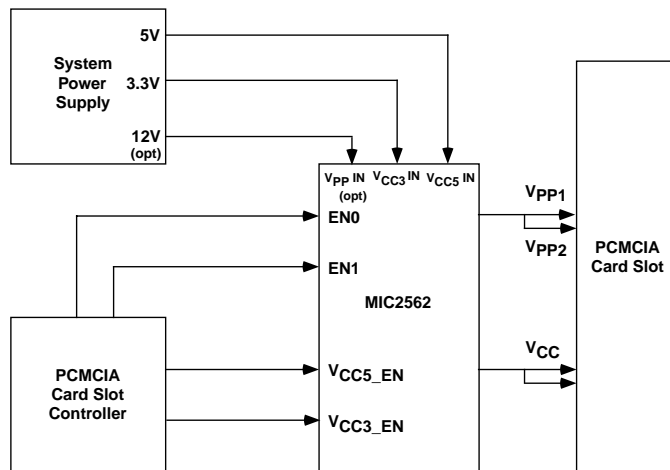 System
Power
Supply
5V
3.3V
12V
(opt)
VPP IN
(opt)
VCC3 IN
VCC5 IN
EN0
EN1
MIC2562
VCC5_EN
VCC3_EN
PCMCIA
Card Slot
Controller
VPP1
VPP2
VCC
PCMCIA
Card Slot